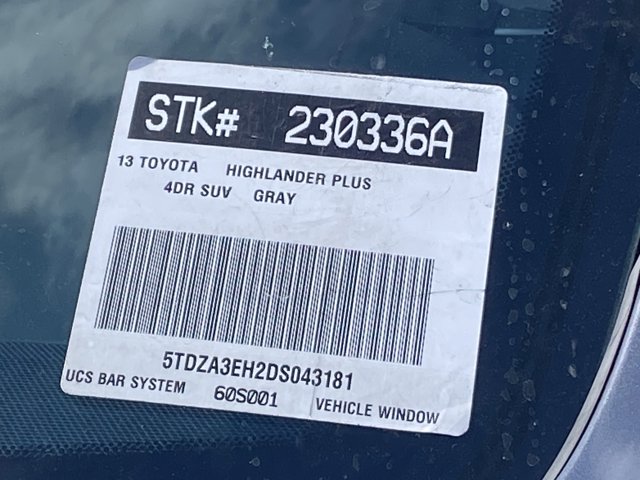 STK# 230336A
13 TOYOTA HIGHLANDER PLUS
4DR SUV GRAY
5TDZA3EH2DS043181
UCS BAR SYSTEM 60S001 VEHICLE WINDOW